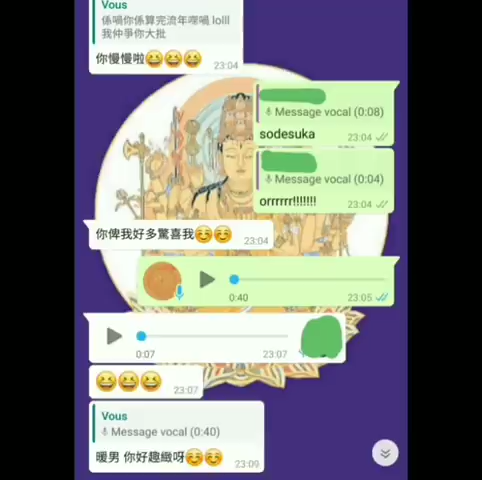 Vous
係喎你係算完流年嚟喎 lolll
我仲爭你大批
你慢慢啦😆😆😆
23:04
Message vocal (0:08)
sodesuka
23:04
Message vocal (0:04)
orrrrrr!!!!!!!
23:04
你俾我好多驚喜我☺️☺️
23:04
0:40
23:05
0:07
23:07
😆😆😆
23:07
Vous
Message vocal (0:40)
暖男 你好趣緻呀☺️☺️
23:09